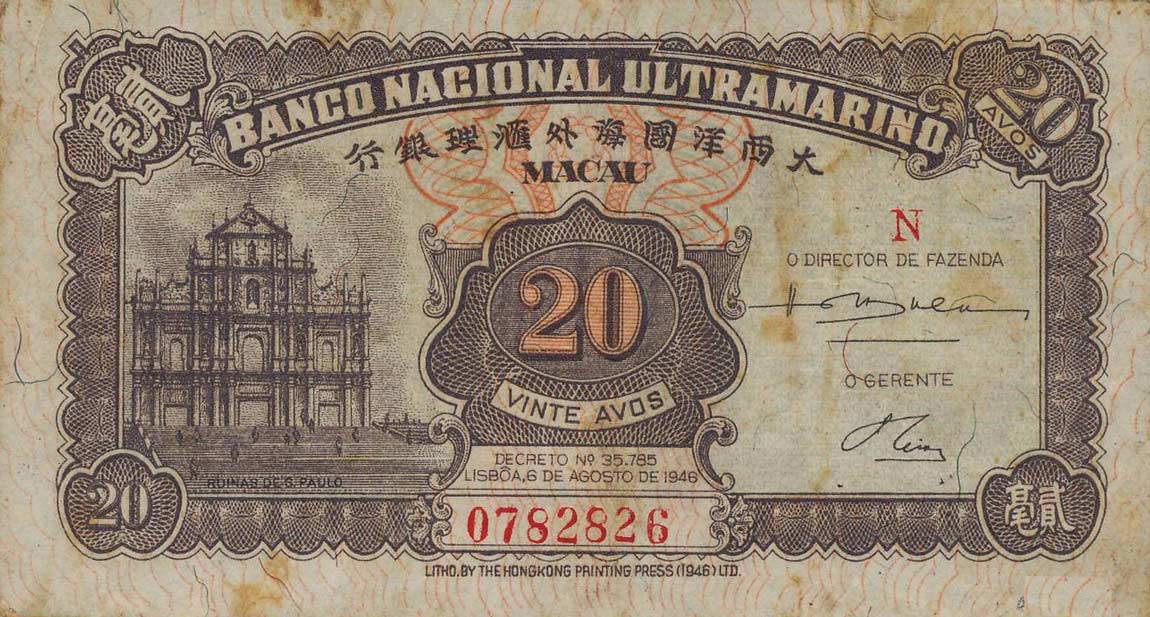 貳毫
BANCO NACIONAL ULTRAMARINO
20
AVOS
大西洋國海外滙理銀行
MACAU
N
O DIRECTOR DE FAZENDA
20
O GERENTE
VINTE AVOS
DECRETO Nº 35.785
LISBÔA, 6 DE AGOSTO DE 1946
RUINAS DE S. PAULO
20
0782826
貳毫
LITHO. BY THE HONGKONG PRINTING PRESS (1946) LTD.